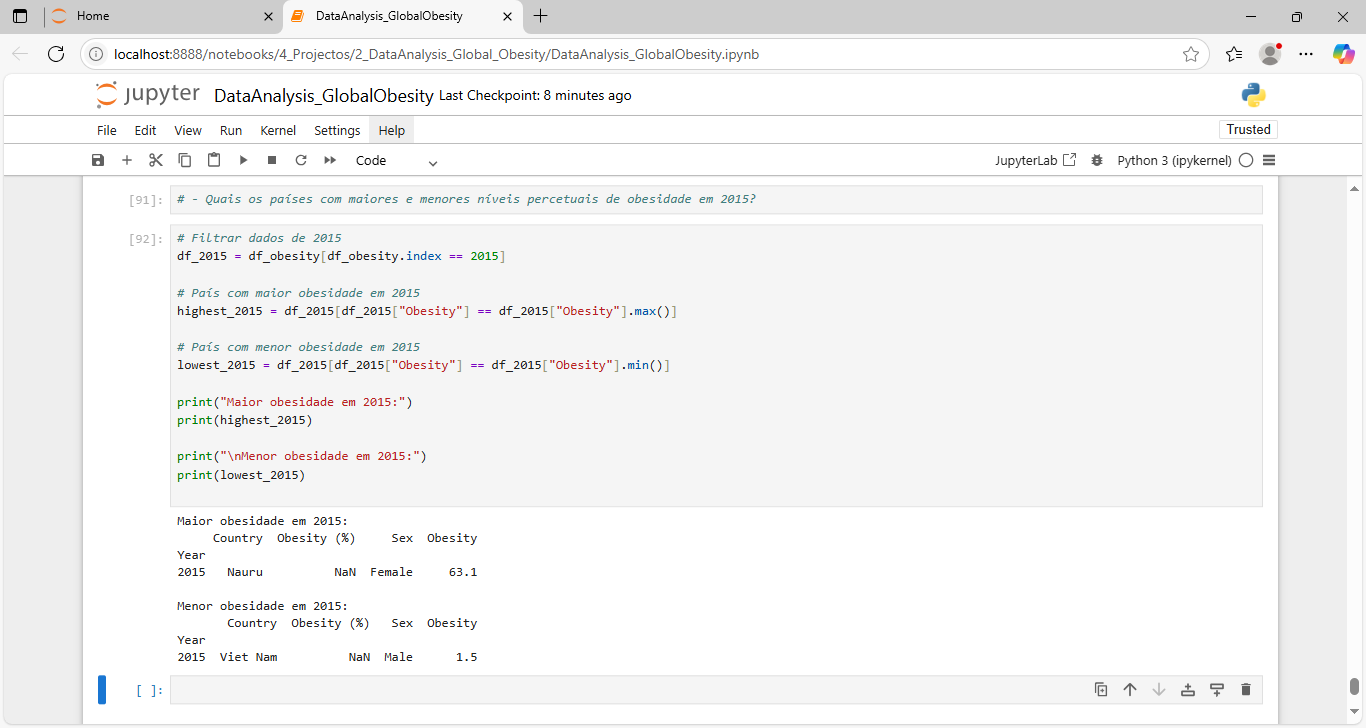 Home
DataAnalysis_GlobalObesity
localhost:8888/notebooks/4_Projectos/2_DataAnalysis_Global_Obesity/DataAnalysis_GlobalObesity.ipynb
jupyter DataAnalysis_GlobalObesity Last Checkpoint: 8 minutes ago
File Edit View Run Kernel Settings Help Trusted
Code JupyterLab Python 3 (ipykernel)
[91]: # - Quais os países com maiores e menores níveis percetuais de obesidade em 2015?
[92]: # Filtrar dados de 2015
df_2015 = df_obesity[df_obesity.index == 2015]
# País com maior obesidade em 2015
highest_2015 = df_2015[df_2015["Obesity"] == df_2015["Obesity"].max()]
# País com menor obesidade em 2015
lowest_2015 = df_2015[df_2015["Obesity"] == df_2015["Obesity"].min()]
print("Maior obesidade em 2015:")
print(highest_2015)
print("\nMenor obesidade em 2015:")
print(lowest_2015)
Maior obesidade em 2015:
Country Obesity (%) Sex Obesity
Year
2015 Nauru NaN Female 63.1
Menor obesidade em 2015:
Country Obesity (%) Sex Obesity
Year
2015 Viet Nam NaN Male 1.5
[ ]: